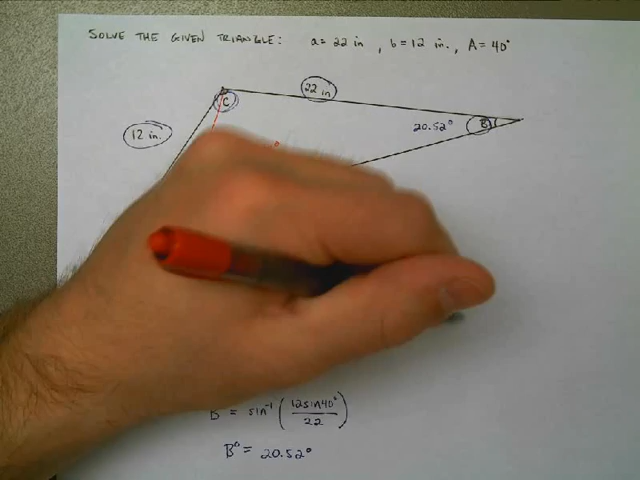 SOLVE THE GIVEN TRIANGLE: a = 22 in , b = 12 in. , A = 40°
22 in
C
12 in.
20.52° B
B = sin⁻¹ (12sin40° / 22)
B° = 20.52°